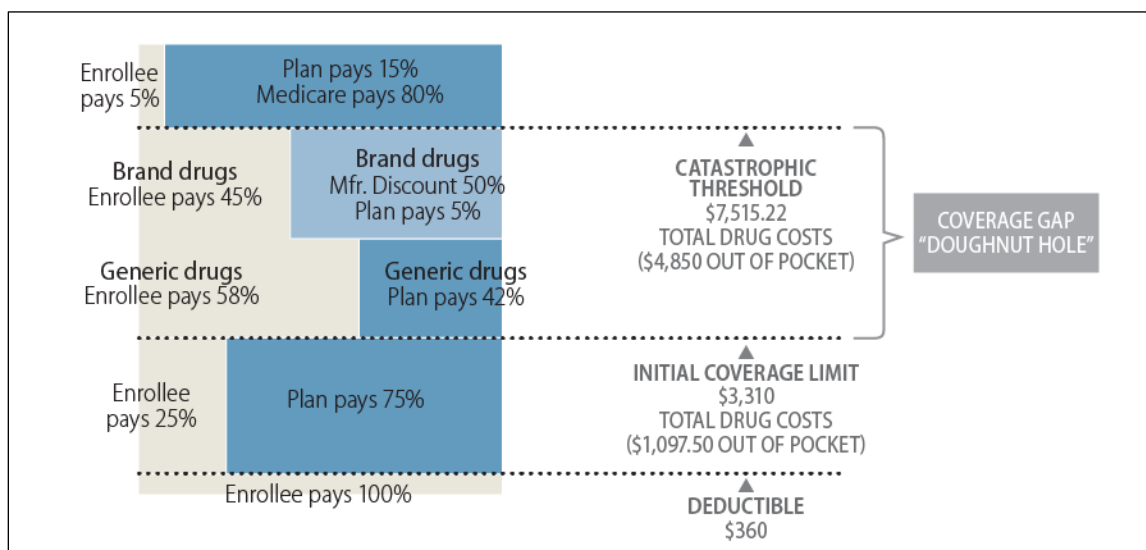 Enrollee
pays 5%
Plan pays 15%
Medicare pays 80%
Brand drugs
Enrollee pays 45%
Brand drugs
Mfr. Discount 50%
Plan pays 5%
CATASTROPHIC
THRESHOLD
$7,515.22
TOTAL DRUG COSTS
($4,850 OUT OF POCKET)
COVERAGE GAP
“DOUGHNUT HOLE”
Generic drugs
Enrollee pays 58%
Generic drugs
Plan pays 42%
Enrollee
pays 25%
Plan pays 75%
INITIAL COVERAGE LIMIT
$3,310
TOTAL DRUG COSTS
($1,097.50 OUT OF POCKET)
Enrollee pays 100%
DEDUCTIBLE
$360